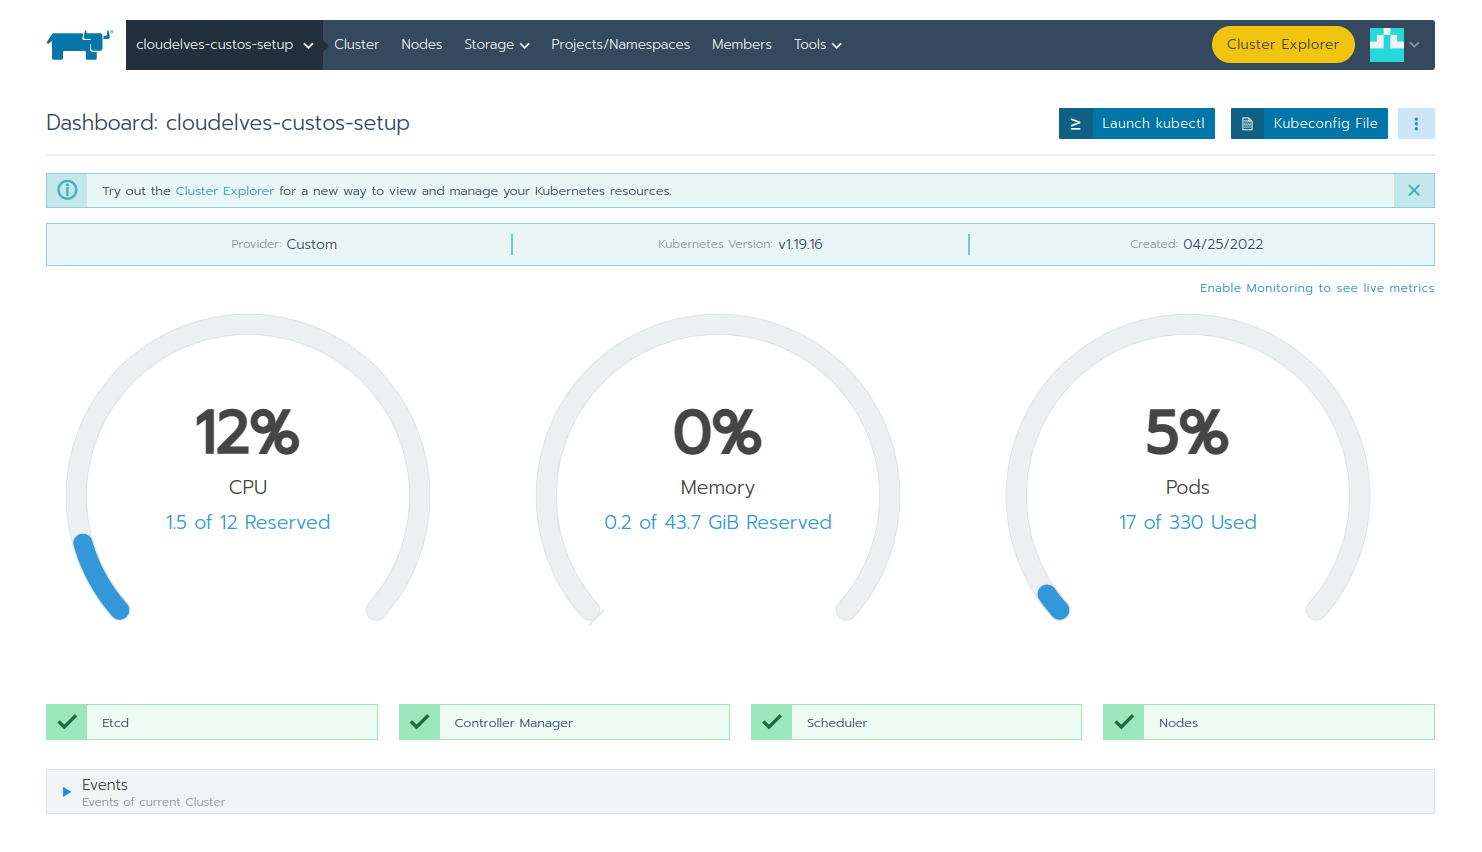 cloudelves-custos-setup Cluster Nodes Storage Projects/Namespaces Members Tools Cluster Explorer
Dashboard: cloudelves-custos-setup
Launch kubectl Kubeconfig File
Try out the Cluster Explorer for a new way to view and manage your Kubernetes resources.
Provider: Custom Kubernetes Version: v1.19.16 Created: 04/25/2022
Enable Monitoring to see live metrics
12%
CPU
1.5 of 12 Reserved
0%
Memory
0.2 of 43.7 GiB Reserved
5%
Pods
17 of 330 Used
Etcd Controller Manager Scheduler Nodes
Events
Events of current Cluster